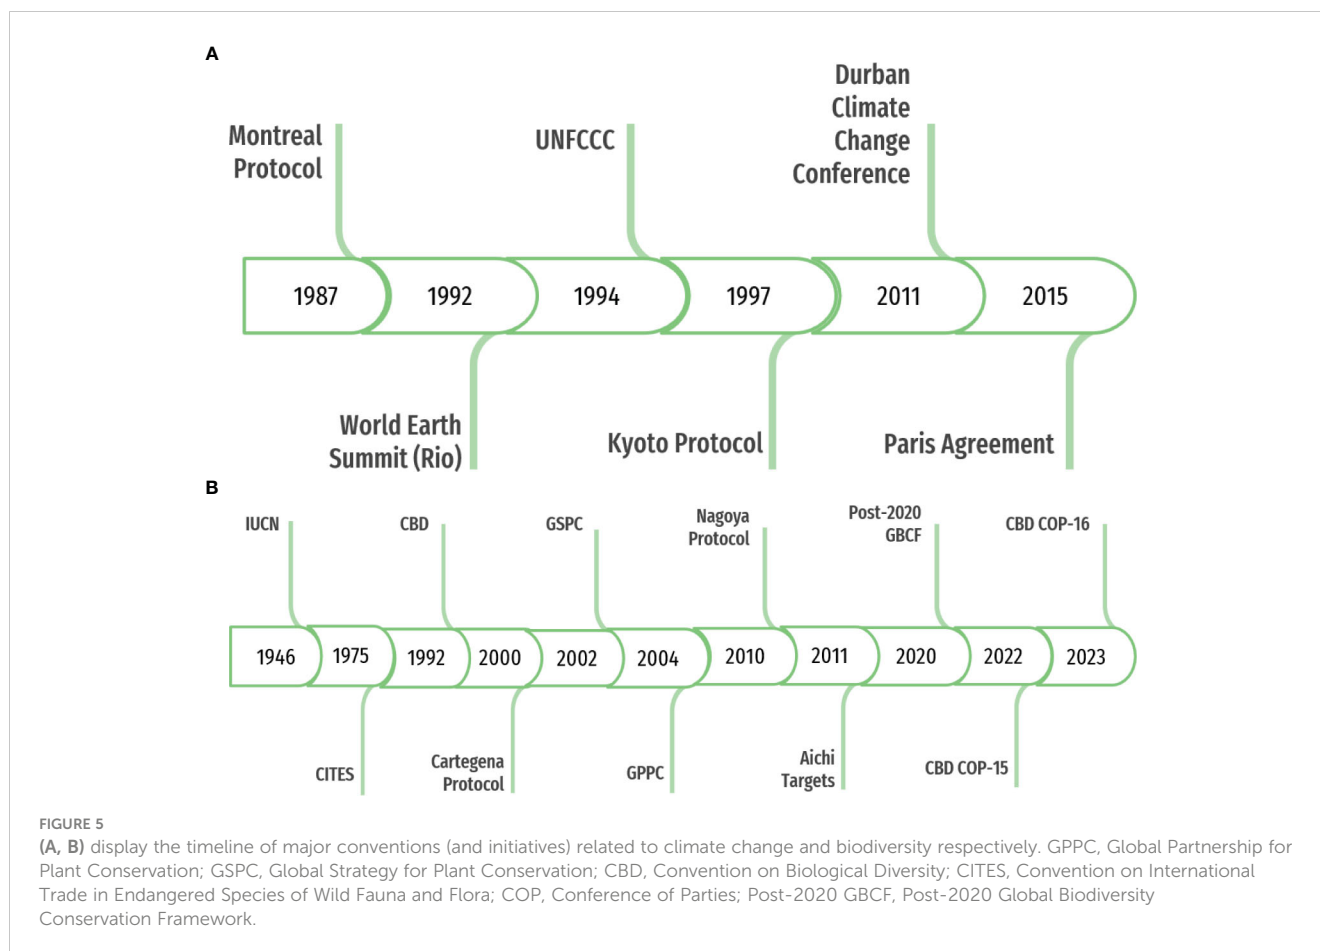 A
Montreal
Protocol
UNFCCC
Durban
Climate
Change
Conference
1987
1992
1994
1997
2011
2015
World Earth
Summit (Rio)
Kyoto Protocol
Paris Agreement
B
IUCN
CBD
GSPC
Nagoya
Protocol
Post-2020
GBCF
CBD COP-16
1946
1975
1992
2000
2002
2004
2010
2011
2020
2022
2023
CITES
Cartegena
Protocol
GPPC
Aichi
Targets
CBD COP-15
FIGURE 5
(A, B) display the timeline of major conventions (and initiatives) related to climate change and biodiversity respectively. GPPC, Global Partnership for
Plant Conservation; GSPC, Global Strategy for Plant Conservation; CBD, Convention on Biological Diversity; CITES, Convention on International
Trade in Endangered Species of Wild Fauna and Flora; COP, Conference of Parties; Post-2020 GBCF, Post-2020 Global Biodiversity
Conservation Framework.